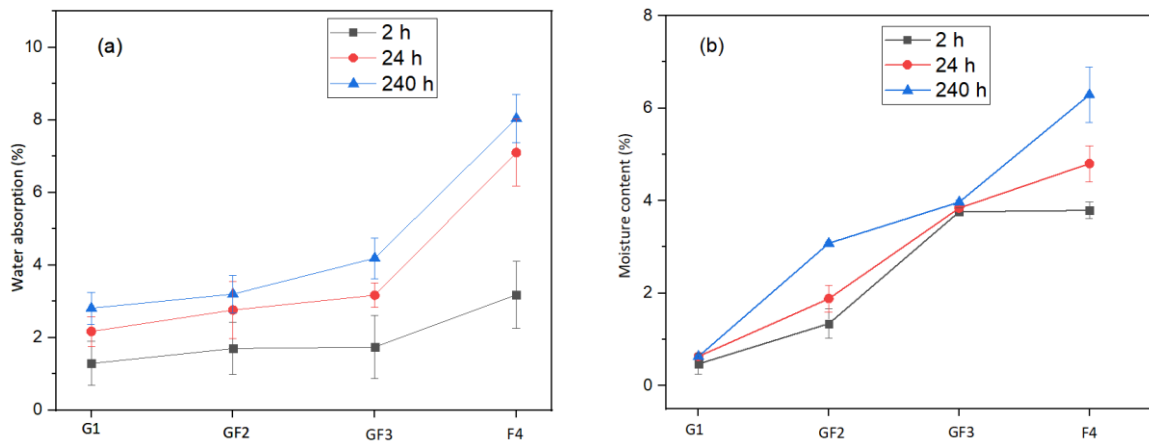 (a)
2 h
24 h
240 h
10
8
6
4
2
0
Water absorption (%)
G1 GF2 GF3 F4
(b)
2 h
24 h
240 h
8
6
4
2
0
Moisture content (%)
G1 GF2 GF3 F4